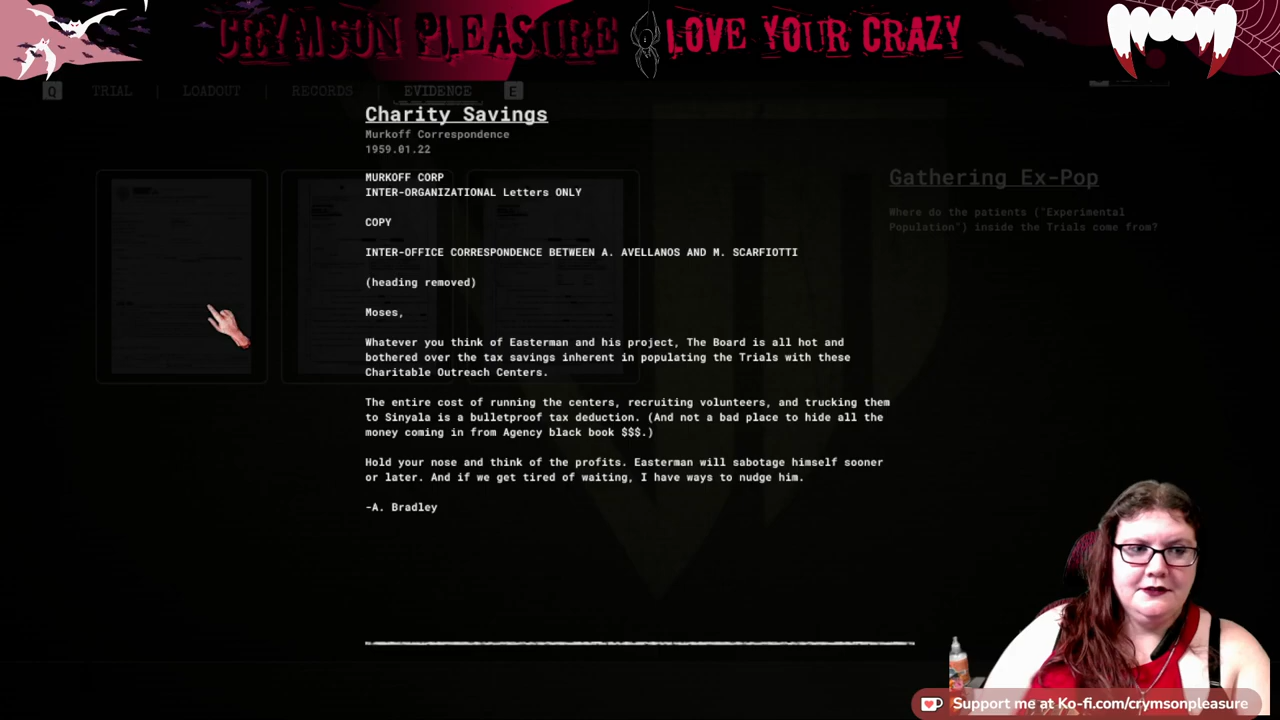 CRYMSON PLEASURE LOVE YOUR CRAZY
Q TRIAL | LOADOUT | RECORDS | EVIDENCE E
Charity Savings
Murkoff Correspondence
1959.01.22
MURKOFF CORP
INTER-ORGANIZATIONAL Letters ONLY
COPY
INTER-OFFICE CORRESPONDENCE BETWEEN A. AVELLANOS AND M. SCARFIOTTI
(heading removed)
Moses,
Whatever you think of Easterman and his project, The Board is all hot and
bothered over the tax savings inherent in populating the Trials with these
Charitable Outreach Centers.
The entire cost of running the centers, recruiting volunteers, and trucking them
to Sinyala is a bulletproof tax deduction. (And not a bad place to hide all the
money coming in from Agency black book $$$.)
Hold your nose and think of the profits. Easterman will sabotage himself sooner
or later. And if we get tired of waiting, I have ways to nudge him.
-A. Bradley
Gathering Ex-Pop
Where do the patients ("Experimental
Population") inside the Trials come from?
Support me at Ko-fi.com/crymsonpleasure